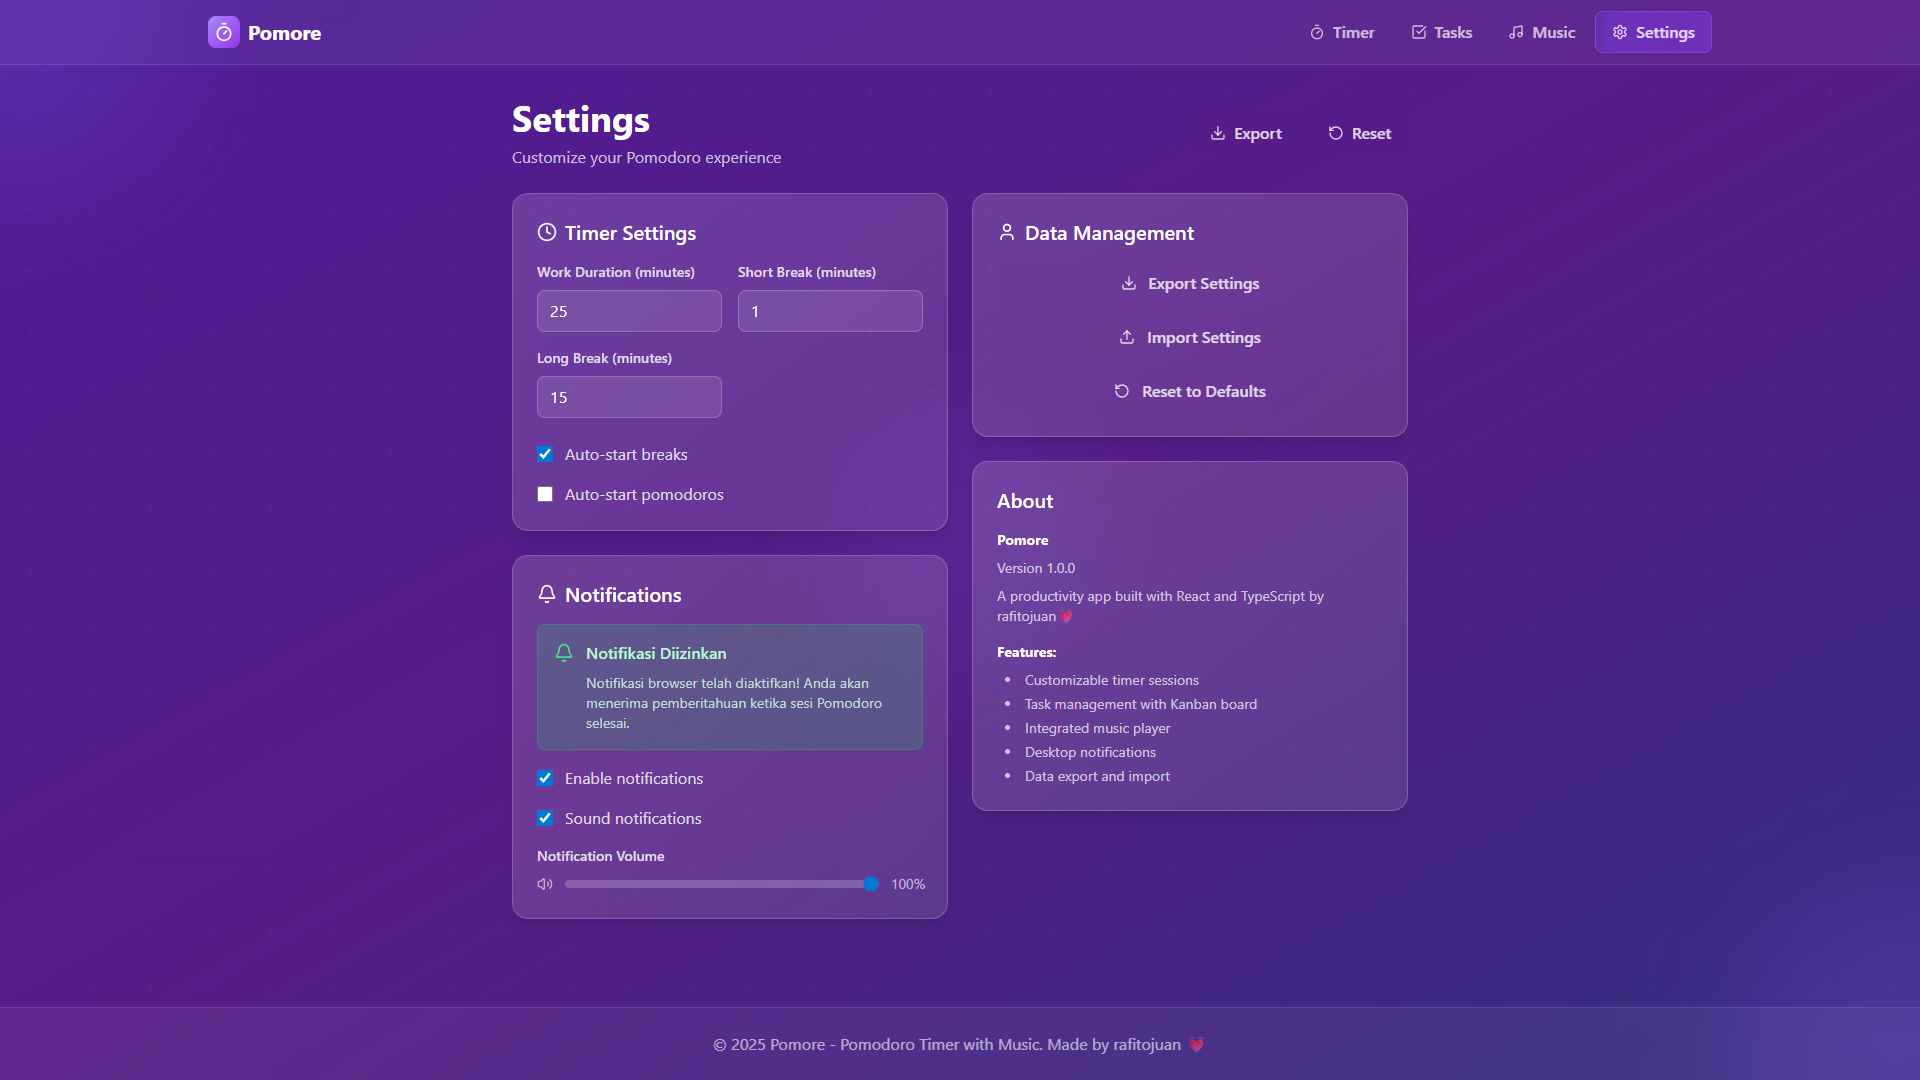 Pomore
Timer
Tasks
Music
Settings
Settings
Customize your Pomodoro experience
Export
Reset
Timer Settings
Work Duration (minutes)
Short Break (minutes)
25
1
Long Break (minutes)
15
Auto-start breaks
Auto-start pomodoros
Notifications
Notifikasi Diizinkan
Notifikasi browser telah diaktifkan! Anda akan
menerima pemberitahuan ketika sesi Pomodoro
selesai.
Enable notifications
Sound notifications
Notification Volume
100%
Data Management
Export Settings
Import Settings
Reset to Defaults
About
Pomore
Version 1.0.0
A productivity app built with React and TypeScript by
rafitojuan💗
Features:
• Customizable timer sessions
• Task management with Kanban board
• Integrated music player
• Desktop notifications
• Data export and import
© 2025 Pomore - Pomodoro Timer with Music. Made by rafitojuan 💗